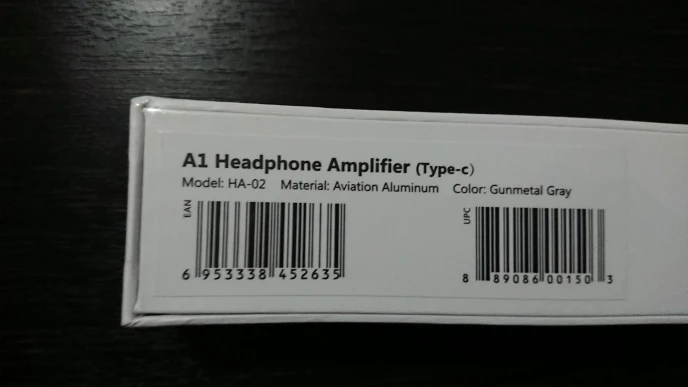 A1 Headphone Amplifier (Type-c)
Model: HA-02 Material: Aviation Aluminum Color: Gunmetal Gray
EAN
6 953338 452635
UPC
8 89086 00150 3